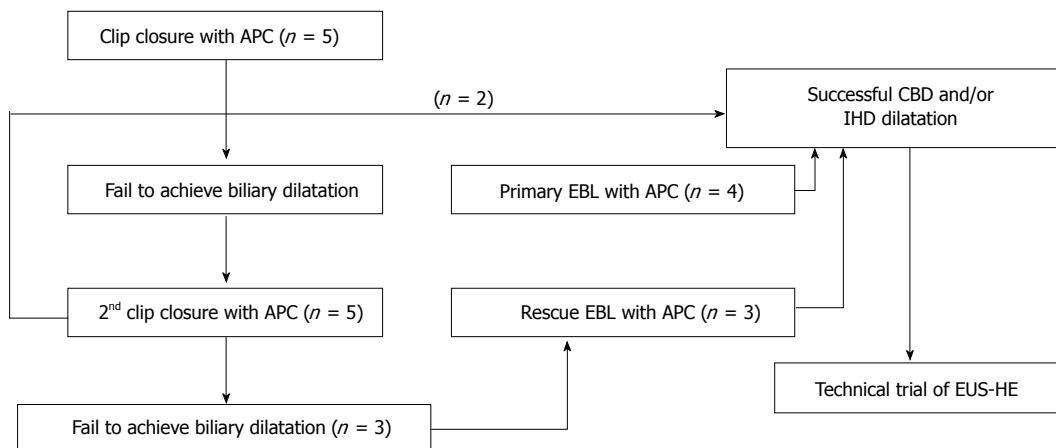 Clip closure with APC (n = 5)
(n = 2)
Successful CBD and/or
IHD dilatation
Fail to achieve biliary dilatation
Primary EBL with APC (n = 4)
2nd clip closure with APC (n = 5)
Rescue EBL with APC (n = 3)
Technical trial of EUS-HE
Fail to achieve biliary dilatation (n = 3)